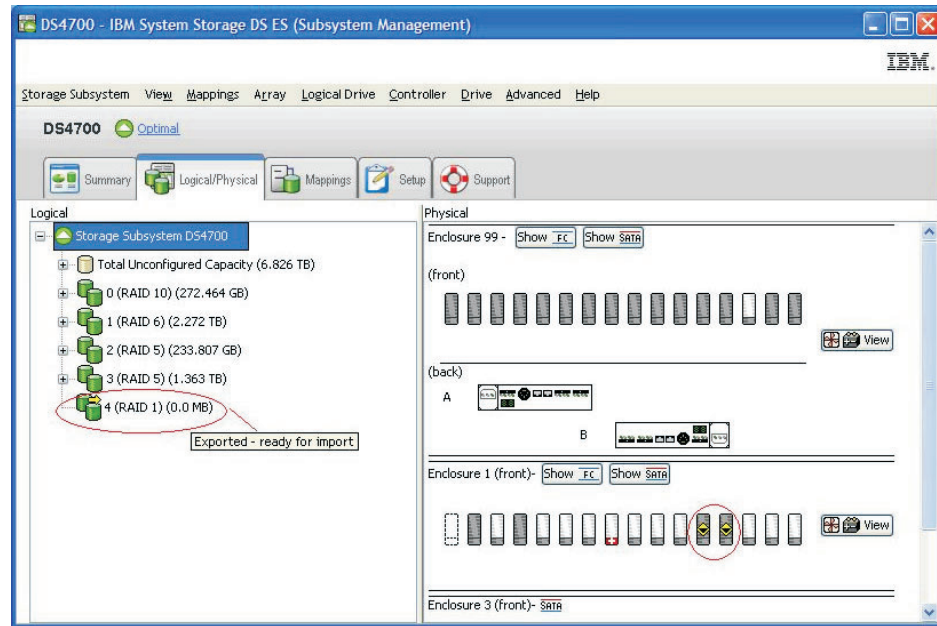 DS4700 - IBM System Storage DS ES (Subsystem Management)
IBM.
Storage Subsystem View Mappings Array Logical Drive Controller Drive Advanced Help
DS4700 Optimal
Summary Logical/Physical Mappings Setup Support
Logical
Storage Subsystem DS4700
Total Unconfigured Capacity (6.826 TB)
0 (RAID 10) (272.464 GB)
1 (RAID 6) (2.272 TB)
2 (RAID 5) (233.807 GB)
3 (RAID 5) (1.363 TB)
4 (RAID 1) (0.0 MB)
Exported - ready for import
Physical
Enclosure 99 - Show FC Show SATA
(front)
View
(back)
A
B
Enclosure 1 (front)- Show FC Show SATA
View
Enclosure 3 (front)- SATA